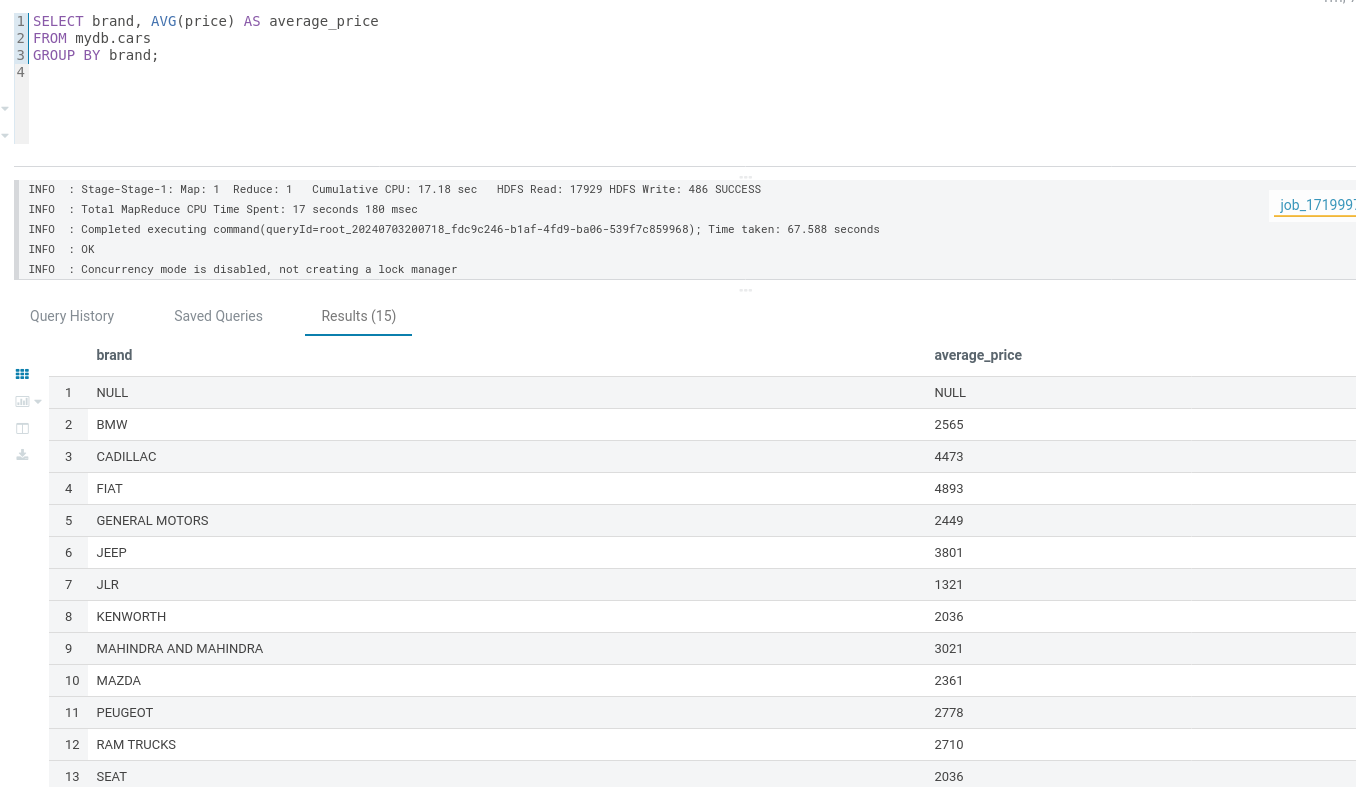 1 SELECT brand, AVG(price) AS average_price
2 FROM mydb.cars
3 GROUP BY brand;
4
INFO : Stage-Stage-1: Map: 1 Reduce: 1 Cumulative CPU: 17.18 sec HDFS Read: 17929 HDFS Write: 486 SUCCESS
INFO : Total MapReduce CPU Time Spent: 17 seconds 180 msec
job_1719997
INFO : Completed executing command(queryId=root_20240703200718_fdc9c246-b1af-4fd9-ba06-539f7c859968); Time taken: 67.588 seconds
INFO : OK
INFO : Concurrency mode is disabled, not creating a lock manager
Query History Saved Queries Results (15)
brand average_price
1 NULL NULL
2 BMW 2565
3 CADILLAC 4473
4 FIAT 4893
5 GENERAL MOTORS 2449
6 JEEP 3801
7 JLR 1321
8 KENWORTH 2036
9 MAHINDRA AND MAHINDRA 3021
10 MAZDA 2361
11 PEUGEOT 2778
12 RAM TRUCKS 2710
13 SEAT 2036